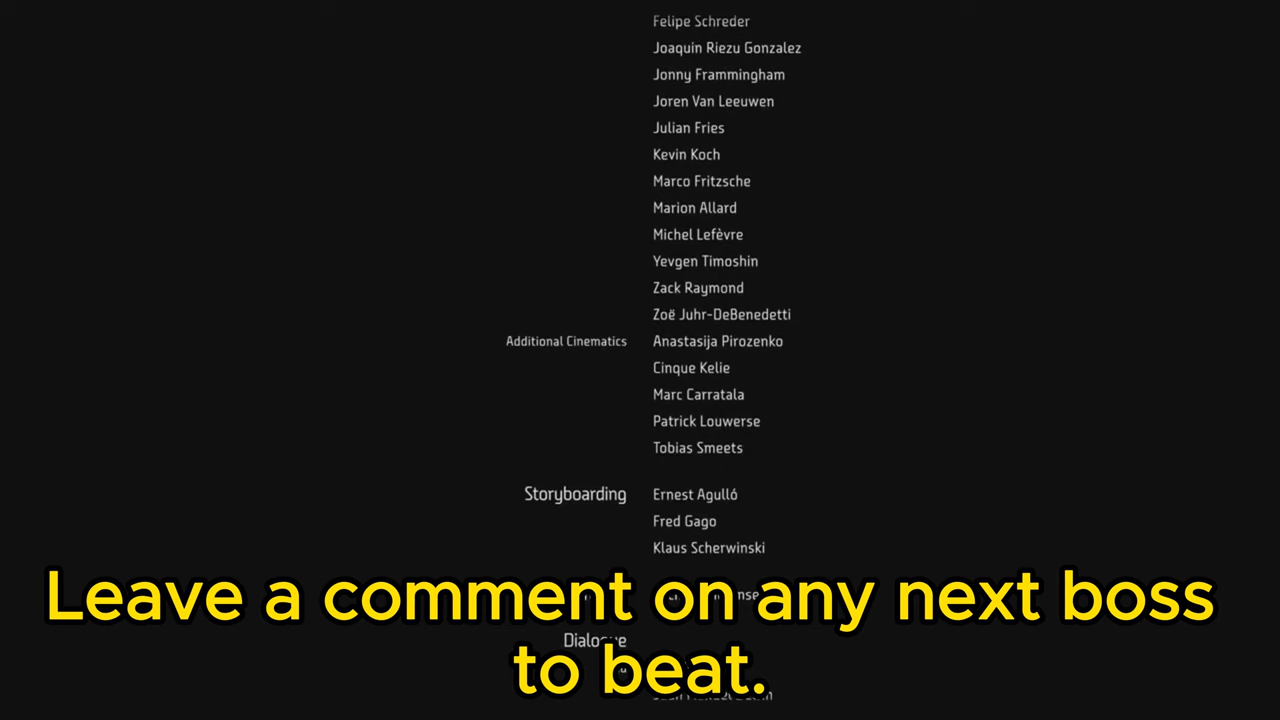 Felipe Schreder
Joaquin Riezu Gonzalez
Jonny Frammingham
Joren Van Leeuwen
Julian Fries
Kevin Koch
Marco Fritzsche
Marion Allard
Michel Lefèvre
Yevgen Timoshin
Zack Raymond
Zoë Juhr-DeBenedetti
Additional Cinematics Anastasija Pirozenko
Cinque Kelie
Marc Carratala
Patrick Louwerse
Tobias Smeets
Storyboarding Ernest Agulló
Fred Gago
Klaus Scherwinski
Leave a comment on any next boss
Dialogue
to beat.